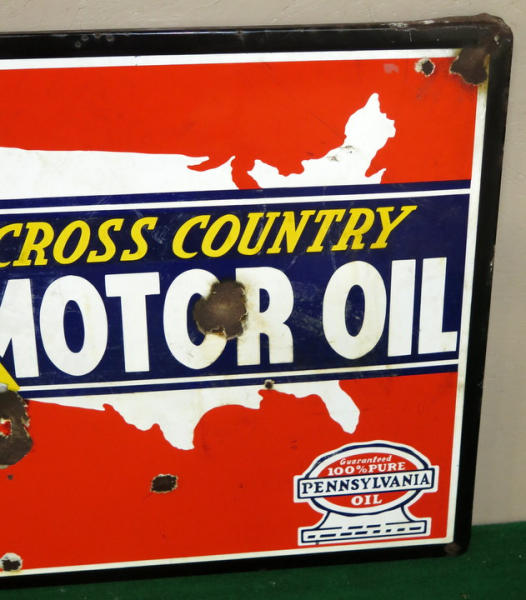 CROSS COUNTRY
MOTOR OIL
Guaranteed
100% PURE
PENNSYLVANIA
OIL